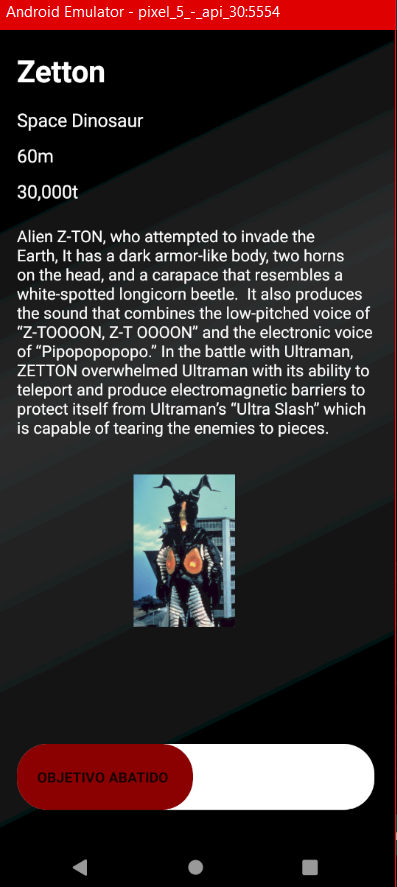 Android Emulator - pixel_5_-_api_30:5554
Zetton
Space Dinosaur
60m
30,000t
Alien Z-TON, who attempted to invade the
Earth, It has a dark armor-like body, two horns
on the head, and a carapace that resembles a
white-spotted longicorn beetle.  It also produces
the sound that combines the low-pitched voice of
“Z-TOOOON, Z-T OOOON” and the electronic voice
of “Pipopopopopo.” In the battle with Ultraman,
ZETTON overwhelmed Ultraman with its ability to
teleport and produce electromagnetic barriers to
protect itself from Ultraman’s “Ultra Slash” which
is capable of tearing the enemies to pieces.
OBJETIVO ABATIDO